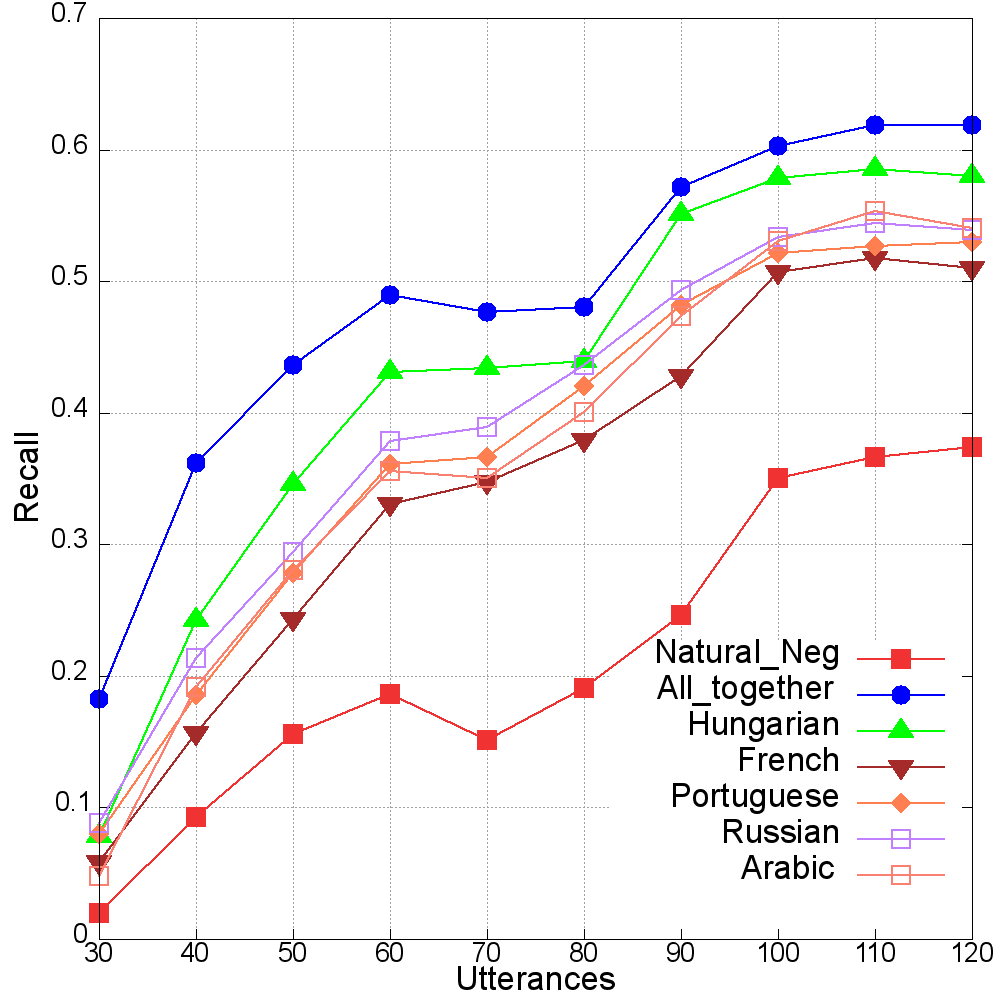 0.7
0.6
0.5
0.4
0.3
0.2
0.1
0
Recall
Natural_Neg
All_together
Hungarian
French
Portuguese
Russian
Arabic
30 40 50 60 70 80 90 100 110 120
Utterances